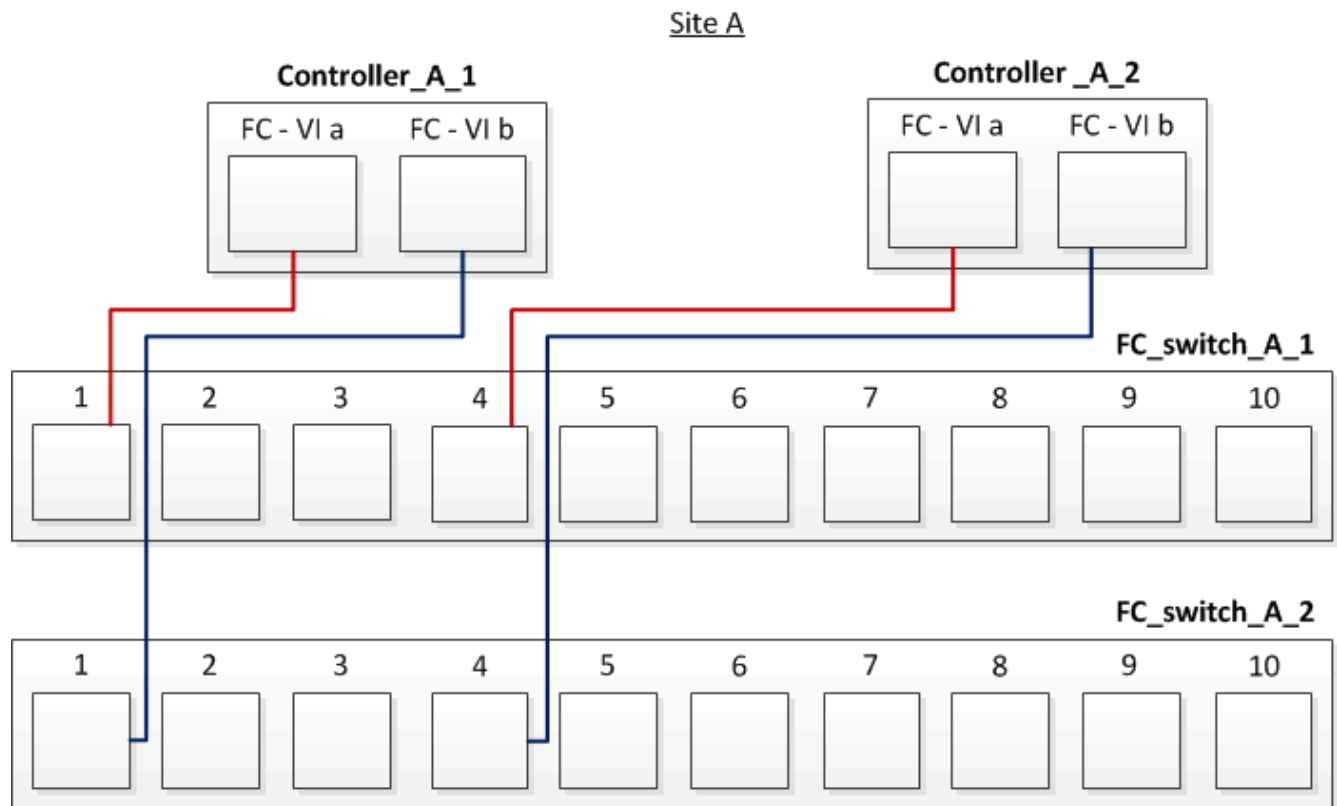 Site A
Controller_A_1
Controller _A_2
FC - VI a FC - VI b
FC - VI a FC - VI b
FC_switch_A_1
1 2 3 4 5 6 7 8 9 10
FC_switch_A_2
1 2 3 4 5 6 7 8 9 10